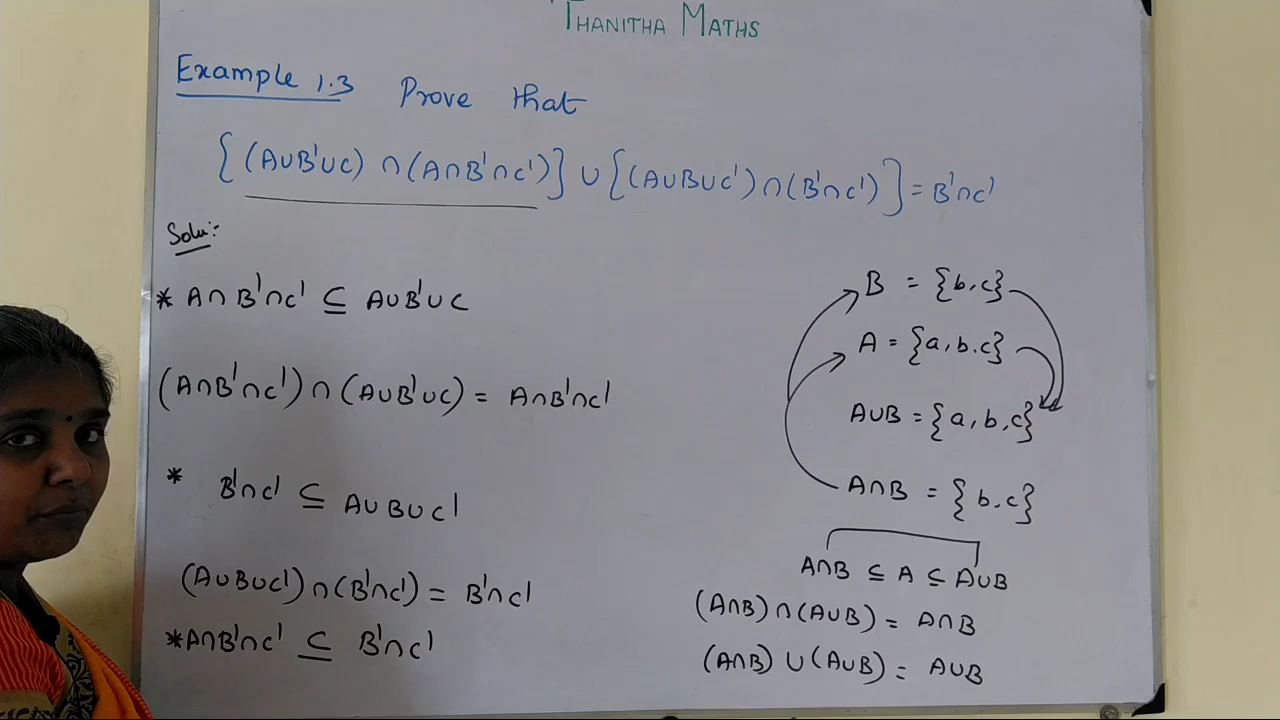 THANITHA MATHS
Example 1.3 Prove that
{(A∪B'∪C) ∩ (A∩B'∩C')] ∪ [(A∪B∪C') ∩ (B'∩C')] = B'∩C'
Solu:-
* A∩B'∩C' ⊆ A∪B'∪C
(A∩B'∩C') ∩ (A∪B'∪C) = A∩B'∩C'
* B'∩C' ⊆ A∪B∪C'
(A∪B∪C') ∩ (B'∩C') = B'∩C'
* A∩B'∩C' ⊆ B'∩C'
B = {b,c}
A = {a, b.c}
A∪B = {a, b, c}
A∩B = {b,c}
A∩B ⊆ A ⊆ A∪B
(A∩B) ∩ (A∪B) = A∩B
(A∩B) ∪ (A∪B) = A∪B